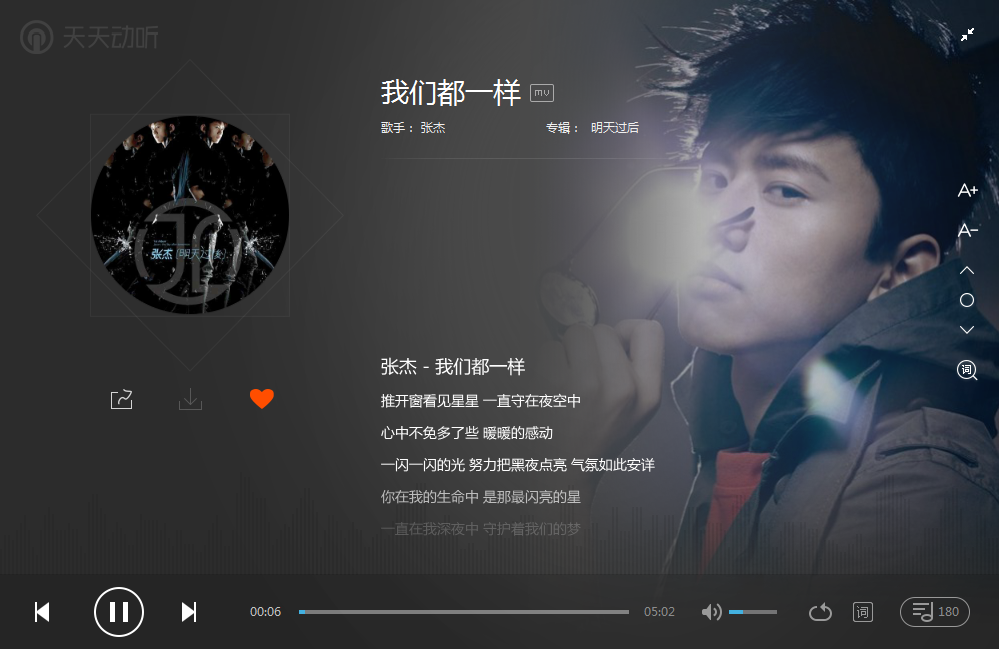 天天动听
我们都一样 mv
歌手： 张杰 专辑： 明天过后
A+
A-
张杰 (明天过後)
张杰 - 我们都一样
词
推开窗看见星星 一直守在夜空中
心中不免多了些 暖暖的感动
一闪一闪的光 努力把黑夜点亮 气氛如此安详
你在我的生命中 是那最闪亮的星
一直在我深夜中 守护着我们的梦
00:06 05:02 词 180